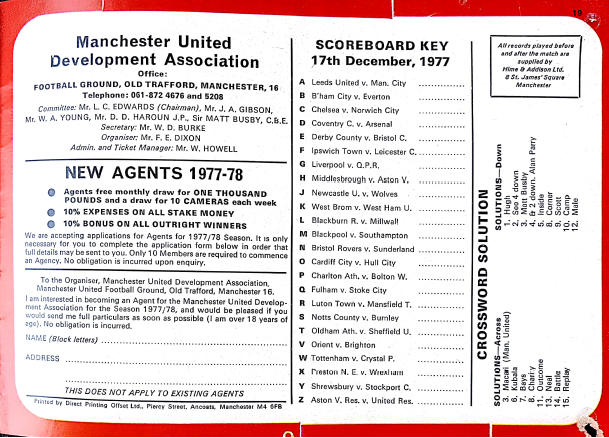 19
Manchester United
Development Association
Office:
FOOTBALL GROUND, OLD TRAFFORD, MANCHESTER, 16
Telephone: 061-872 4676 and 5208
Committee: Mr. L. C. EDWARDS (Chairman), Mr. J. A. GIBSON,
Mr. W. A. YOUNG, Mr. D. D. HAROUN J.P., Sir MATT BUSBY, C.B.E.
Secretary: Mr. W. D. BURKE
Organiser: Mr. F. E. DIXON
Admin. and Ticket Manager: Mr. W. HOWELL
NEW AGENTS 1977-78
Agents free monthly draw for ONE THOUSAND
POUNDS and a draw for 10 CAMERAS each week
10% EXPENSES ON ALL STAKE MONEY
10% BONUS ON ALL OUTRIGHT WINNERS
We are accepting applications for Agents for 1977/78 Season. It is only
necessary for you to complete the application form below in order that
full details may be sent to you. Only 10 Members are required to commence
an Agency. No obligation is incurred upon enquiry.
To the Organiser, Manchester United Development Association,
Manchester United Football Ground, Old Trafford, Manchester 16.
I am interested in becoming an Agent for the Manchester United Develop-
ment Association for the Season 1977/78, and would be pleased if you
would send me full particulars as soon as possible (I am over 18 years of
age). No obligation is incurred.
NAME (Block letters)
ADDRESS
THIS DOES NOT APPLY TO EXISTING AGENTS
Printed by Direct Printing Offset Ltd., Piercy Street, Ancoats, Manchester M4 6FB
SCOREBOARD KEY
17th December, 1977
A Leeds United v. Man. City
B B'ham City v. Everton
C Chelsea v. Norwich City
D Coventry C. v. Arsenal
E Derby County v. Bristol C.
F Ipswich Town v. Leicester C.
G Liverpool v. Q.P.R.
H Middlesbrough v. Aston V.
J Newcastle U. v. Wolves
K West Brom v. West Ham U.
L Blackburn R. v. Millwall
M Blackpool v. Southampton
N Bristol Rovers v. Sunderland
O Cardiff City v. Hull City
P Charlton Ath. v. Bolton W.
Q Fulham v. Stoke City
R Luton Town v. Mansfield T.
S Notts County v. Burnley
T Oldham Ath. v. Sheffield U.
V Orient v. Brighton
W Tottenham v. Crystal P.
X Preston N. E. v. Wrexham
Y Shrewsbury v. Stockport C.
Z Aston V. Res. v. United Res.
All records played before
and after the match are
supplied by
Hime & Addison Ltd.
8 St. James' Square
Manchester
CROSSWORD SOLUTION
SOLUTIONS—Across
3. Macari (Man. United)
6. Kubala
7. Bays
8. Charity
11. Outcome
13. Neal
14. Battle
15. Replay
SOLUTIONS—Down
1. Hugh
2. See 4 down
3. Matt Busby
4. & 2 down. Alan Parry
5. Inside
8. Corner
9. Scott
10. Camp
12. Male